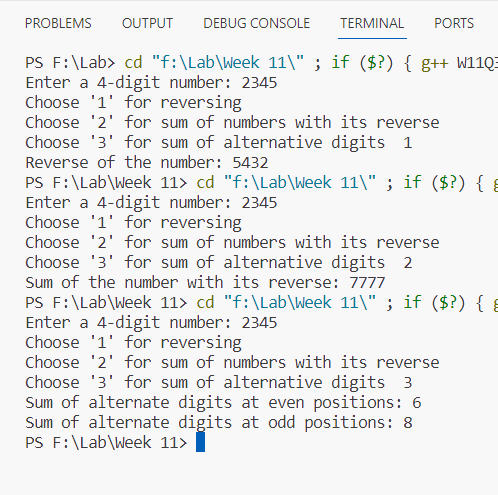 PROBLEMS OUTPUT DEBUG CONSOLE TERMINAL PORTS
PS F:\Lab> cd "f:\Lab\Week 11\" ; if ($?) { g++ W11Q3
Enter a 4-digit number: 2345
Choose '1' for reversing
Choose '2' for sum of numbers with its reverse
Choose '3' for sum of alternative digits  1
Reverse of the number: 5432
PS F:\Lab\Week 11> cd "f:\Lab\Week 11\" ; if ($?) { g
Enter a 4-digit number: 2345
Choose '1' for reversing
Choose '2' for sum of numbers with its reverse
Choose '3' for sum of alternative digits  2
Sum of the number with its reverse: 7777
PS F:\Lab\Week 11> cd "f:\Lab\Week 11\" ; if ($?) { g
Enter a 4-digit number: 2345
Choose '1' for reversing
Choose '2' for sum of numbers with its reverse
Choose '3' for sum of alternative digits  3
Sum of alternate digits at even positions: 6
Sum of alternate digits at odd positions: 8
PS F:\Lab\Week 11>